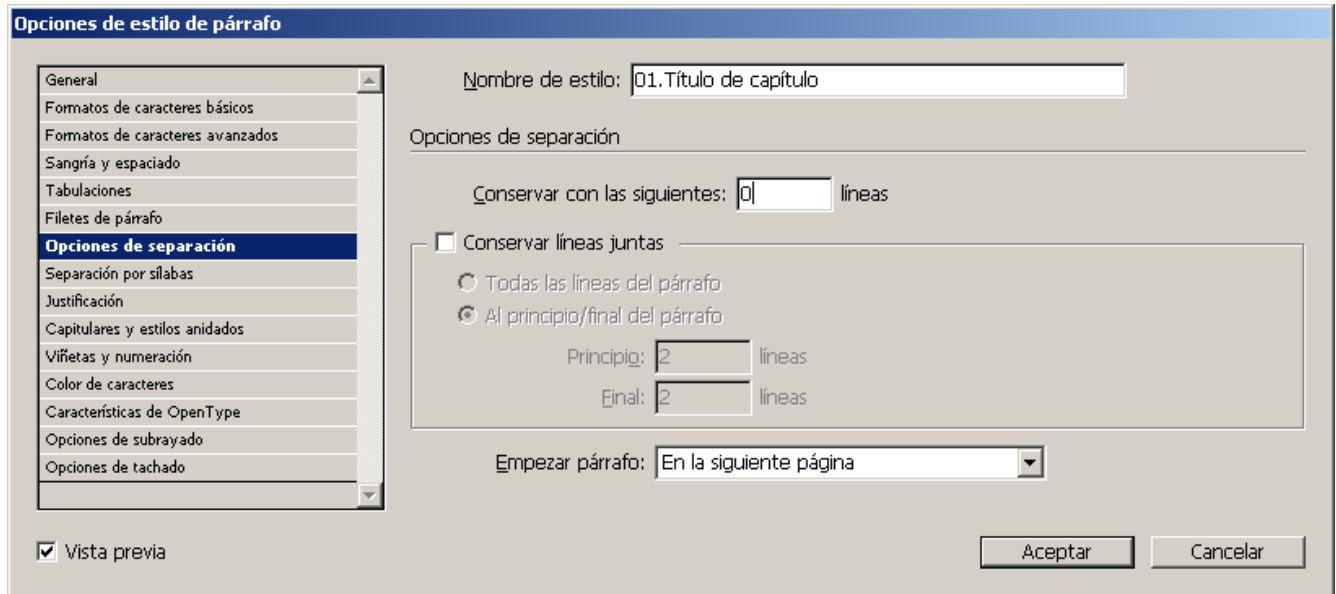 Opciones de estilo de párrafo
General
Formatos de caracteres básicos
Formatos de caracteres avanzados
Sangría y espaciado
Tabulaciones
Filetes de párrafo
Opciones de separación
Separación por sílabas
Justificación
Capitulares y estilos anidados
Viñetas y numeración
Color de caracteres
Características de OpenType
Opciones de subrayado
Opciones de tachado
Vista previa
Nombre de estilo: 01.Título de capítulo
Opciones de separación
Conservar con las siguientes: 0 líneas
Conservar líneas juntas
Todas las líneas del párrafo
Al principio/final del párrafo
Principio: 2 líneas
Final: 2 líneas
Empezar párrafo: En la siguiente página
Aceptar Cancelar